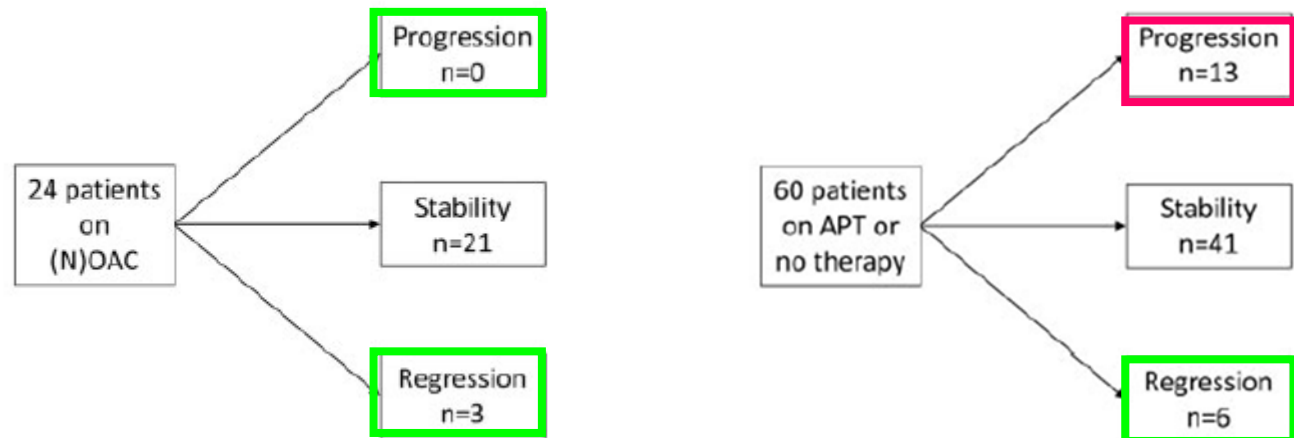 24 patients
on
(N)OAC
Progression
n=0
Stability
n=21
Regression
n=3
60 patients
on APT or
no therapy
Progression
n=13
Stability
n=41
Regression
n=6